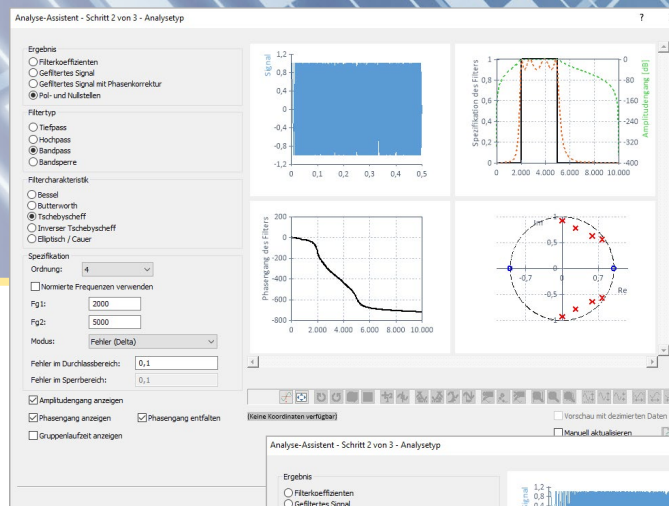 Analyse-Assistent - Schritt 2 von 3 - Analysetyp
?
Ergebnis
Filterkoeffizienten
Gefiltertes Signal
Gefiltertes Signal mit Phasenkorrektur
Pol- und Nullstellen
Filtertyp
Tiefpass
Hochpass
Bandpass
Bandsperre
Filtercharakteristik
Bessel
Butterworth
Tschebyscheff
Inverser Tschebyscheff
Elliptisch / Cauer
Spezifikation
Ordnung: 4
Normierte Frequenzen verwenden
Fg1: 2000
Fg2: 5000
Modus: Fehler (Delta)
Fehler im Durchlassbereich: 0,1
Fehler im Sperrbereich: 0,1
Amplitudengang anzeigen
Phasengang anzeigen Phasengang entfalten
Gruppenlaufzeit anzeigen
Signal
1,2
0,8
0,4
0
-0,4
-0,8
-1,2
0 0,1 0,2 0,3 0,4 0,5
Spezifikation des Filters
1
0,8
0,6
0,4
0,2
0
0 2.000 4.000 6.000 8.000 10.000
0
-80
-160
-240
-320
-400
Amplitudengang [dB]
Phasengang des Filters
200
0
-200
-400
-600
-800
0 2.000 4.000 6.000 8.000 10.000
Im
1
0,5
0
-0,5
-1
-0,7 0 0,7
Re
(Keine Koordinaten verfügbar)
Vorschau mit dezimierten Daten
Manuell aktualisieren
Analyse-Assistent - Schritt 2 von 3 - Analysetyp
Ergebnis
Filterkoeffizienten
Gefiltertes Signal
Signal
1,2
0,8
0,4